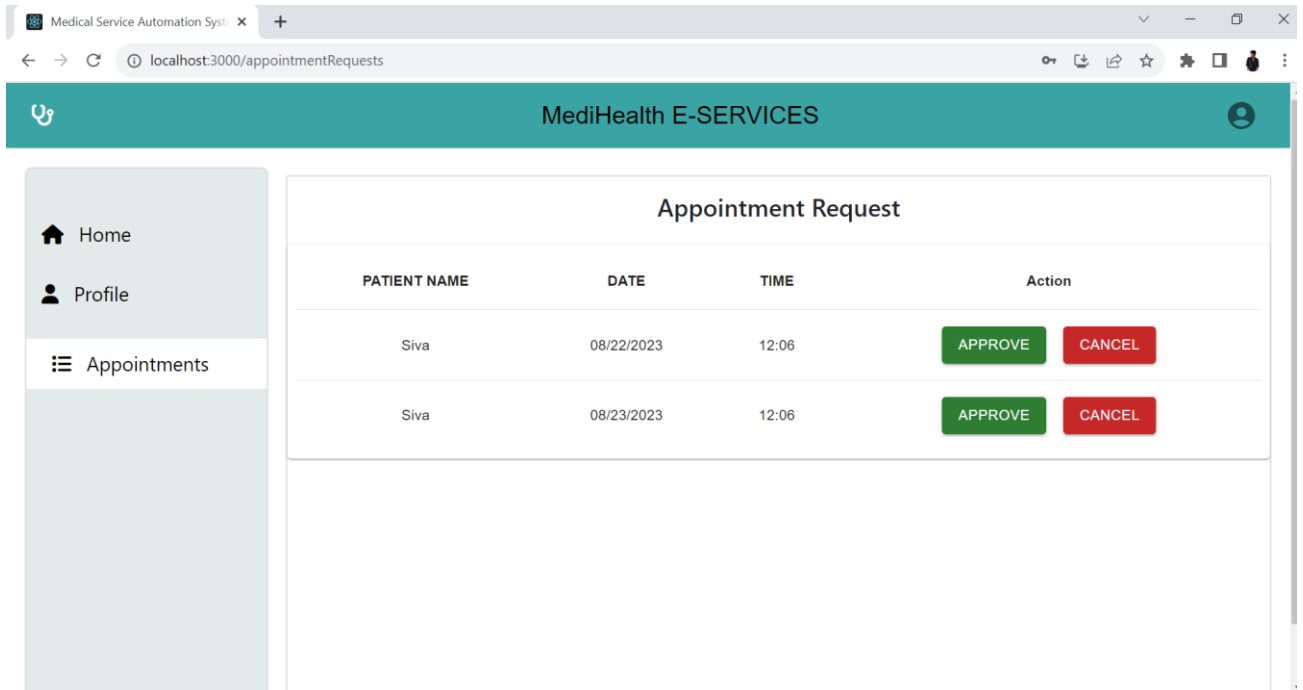 Medical Service Automation Syst
localhost:3000/appointmentRequests
MediHealth E-SERVICES
Home
Profile
Appointments
Appointment Request
PATIENT NAME DATE TIME Action
Siva 08/22/2023 12:06 APPROVE CANCEL
Siva 08/23/2023 12:06 APPROVE CANCEL